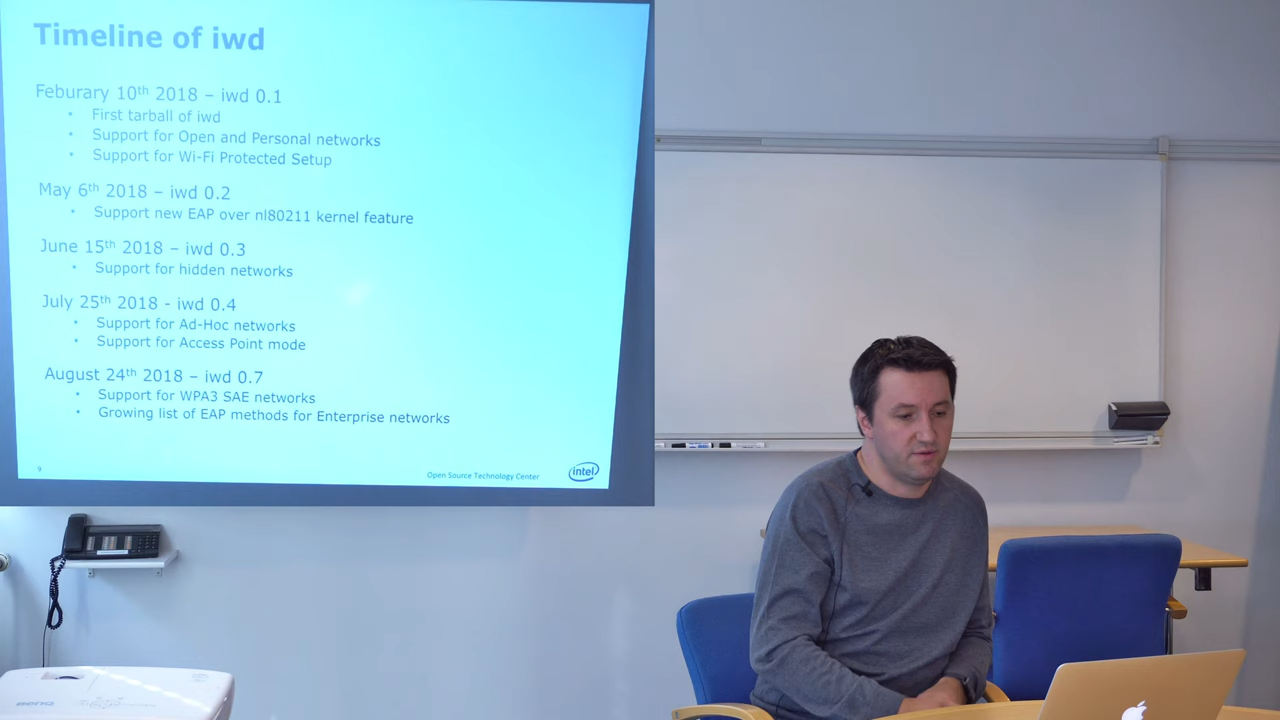 Timeline of iwd
Feburary 10th 2018 – iwd 0.1
• First tarball of iwd
• Support for Open and Personal networks
• Support for Wi-Fi Protected Setup
May 6th 2018 – iwd 0.2
• Support new EAP over nl80211 kernel feature
June 15th 2018 – iwd 0.3
• Support for hidden networks
July 25th 2018 - iwd 0.4
• Support for Ad-Hoc networks
• Support for Access Point mode
August 24th 2018 – iwd 0.7
• Support for WPA3 SAE networks
• Growing list of EAP methods for Enterprise networks
9
Open Source Technology Center
intel
BenQ